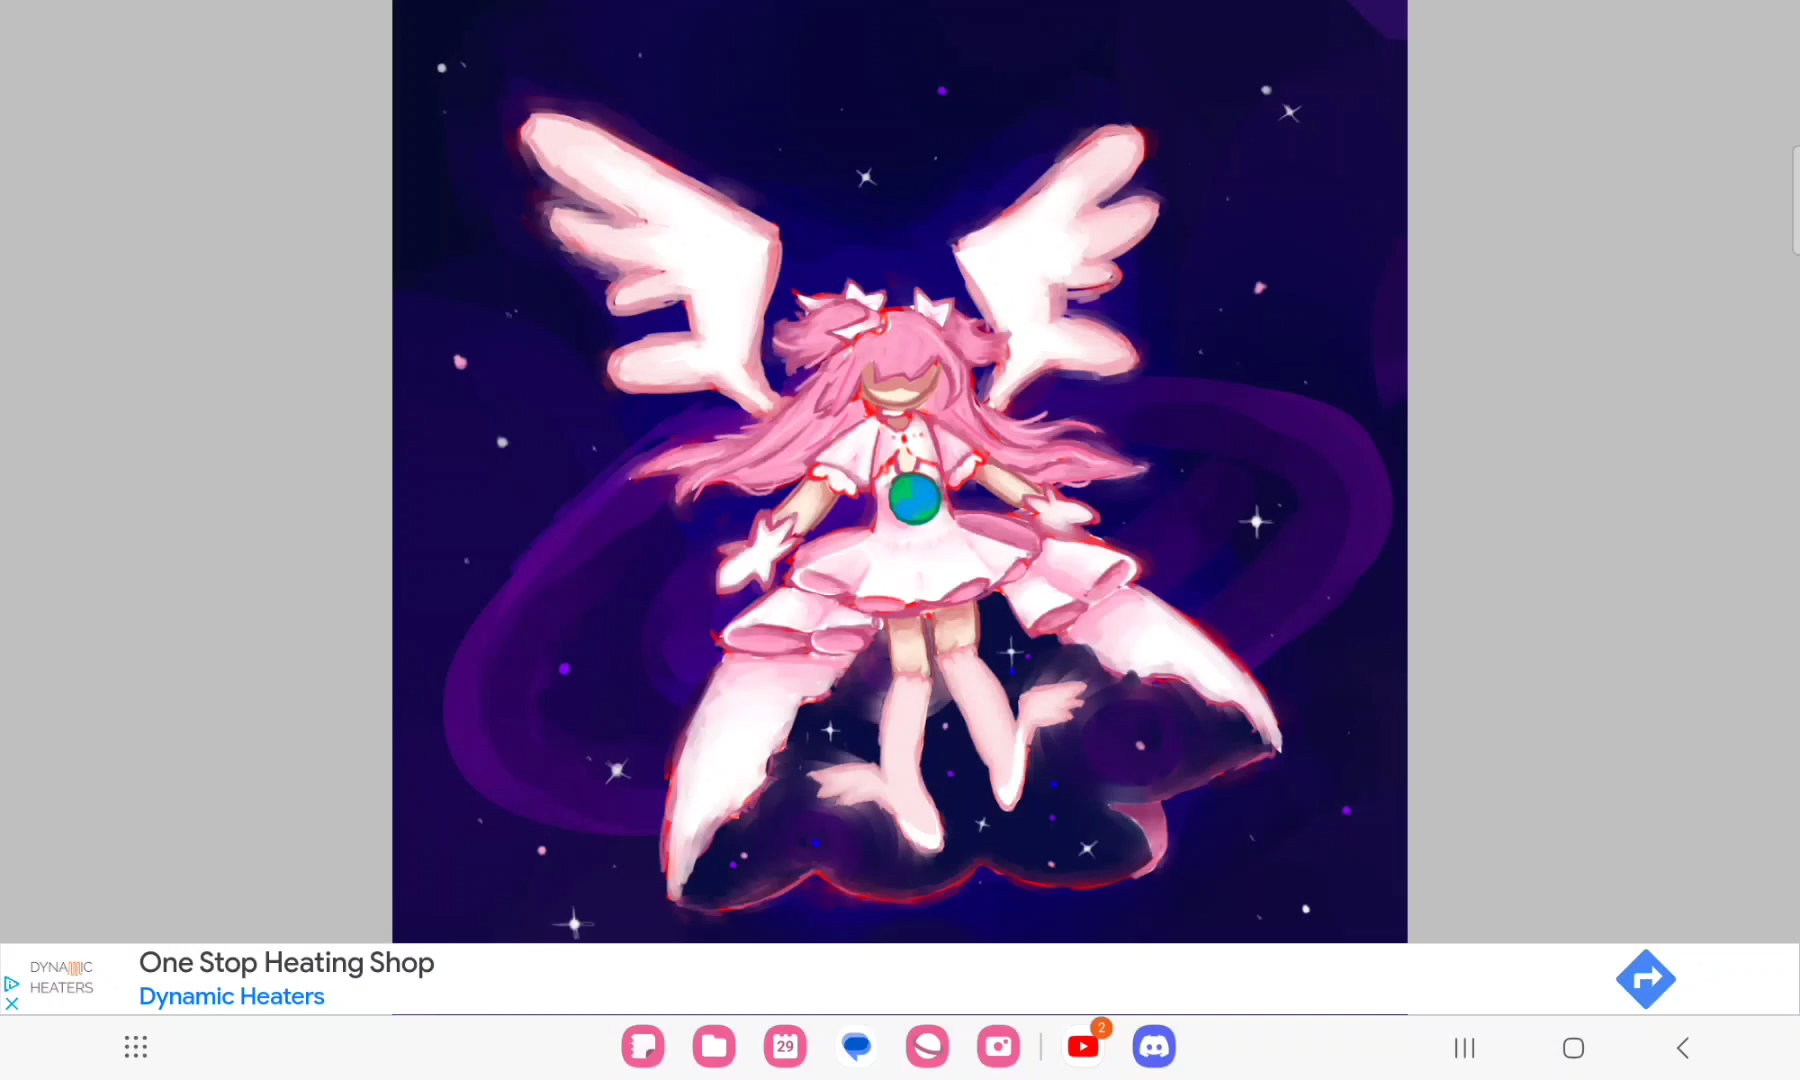 DYNAMIC
HEATERS
One Stop Heating Shop
Dynamic Heaters
29
2